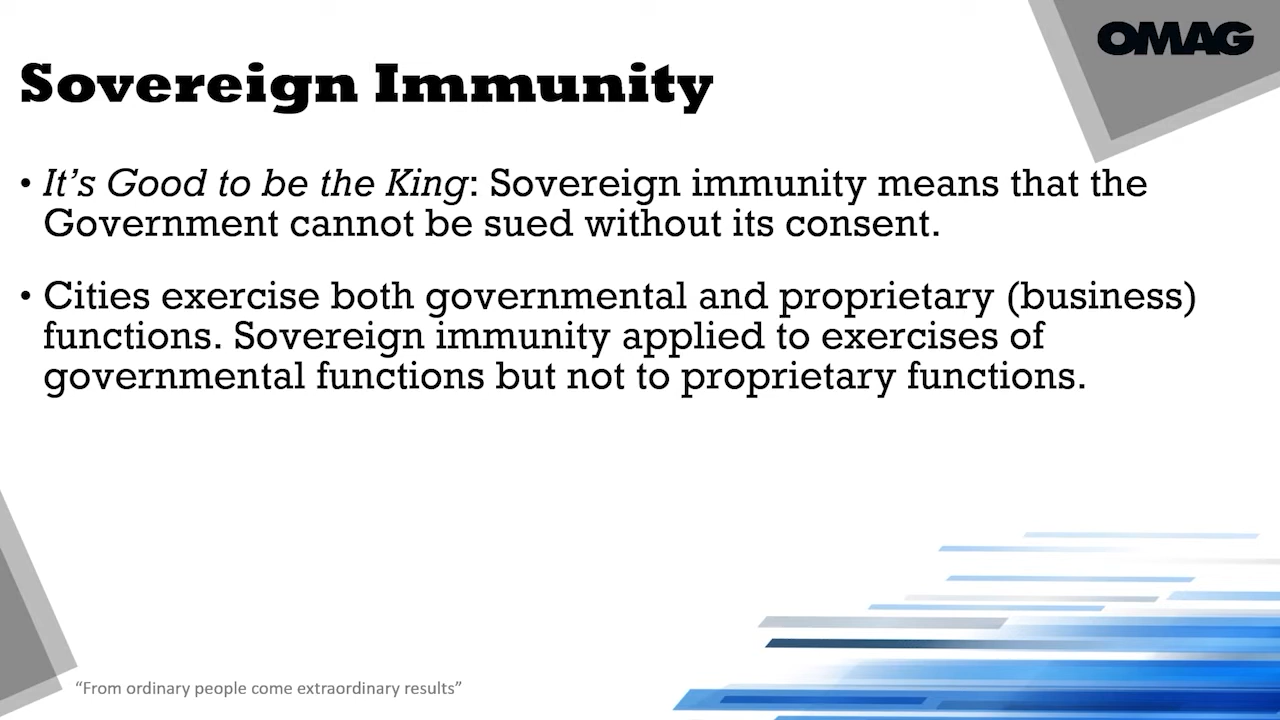 OMAG
Sovereign Immunity
• It’s Good to be the King: Sovereign immunity means that the
Government cannot be sued without its consent.
• Cities exercise both governmental and proprietary (business)
functions. Sovereign immunity applied to exercises of
governmental functions but not to proprietary functions.
“From ordinary people come extraordinary results”